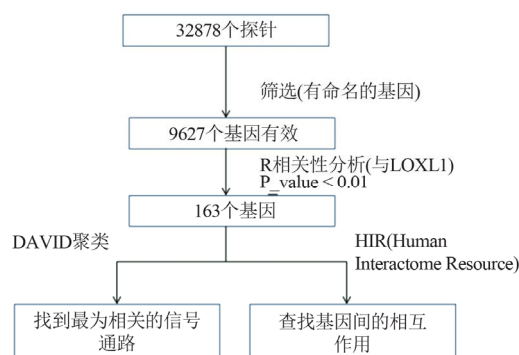 32878个探针
筛选(有命名的基因)
9627个基因有效
R相关性分析(与LOXL1)
P_value < 0.01
163个基因
DAVID聚类
HIR(Human
Interactome Resource)
找到最为相关的信号
通路
查找基因间的相互
作用